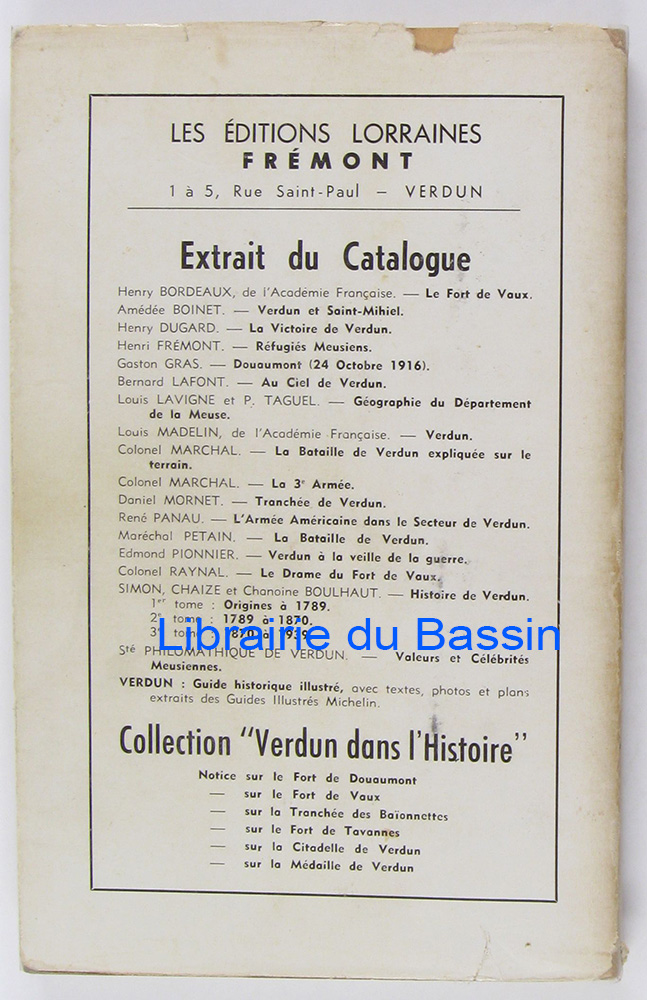 LES ÉDITIONS LORRAINES
FRÉMONT
1 à 5, Rue Saint-Paul – VERDUN
Extrait du Catalogue
Henry BORDEAUX, de l'Académie Française. — Le Fort de Vaux.
Amédée BOINET. — Verdun et Saint-Mihiel.
Henry DUGARD. — La Victoire de Verdun.
Henri FRÉMONT. — Réfugiés Meusiens.
Gaston GRAS. — Douaumont (24 Octobre 1916).
Bernard LAFONT. — Au Ciel de Verdun.
Louis LAVIGNE et P. TAGUEL. — Géographie du Département
de la Meuse.
Louis MADELIN, de l'Académie Française. — Verdun.
Colonel MARCHAL. — La Bataille de Verdun expliquée sur le
terrain.
Colonel MARCHAL. — La 3e Armée.
Daniel MORNET. — Tranchée de Verdun.
René PANAU. — L'Armée Américaine dans le Secteur de Verdun.
Maréchal PETAIN. — La Bataille de Verdun.
Edmond PIONNIER. — Verdun à la veille de la guerre.
Colonel RAYNAL. — Le Drame du Fort de Vaux.
SIMON, CHAIZE et Chanoine BOULHAUT. — Histoire de Verdun.
1er tome : Origines à 1789.
2e tome : 1789 à 1870.
3e tome : 1870 à 1939.
Librairie du Bassin
Sté PHILOMATHIQUE DE VERDUN. — Valeurs et Célébrités
Meusiennes.
VERDUN : Guide historique illustré, avec textes, photos et plans
extraits des Guides Illustrés Michelin.
Collection "Verdun dans l'Histoire"
Notice sur le Fort de Douaumont
— sur le Fort de Vaux
— sur la Tranchée des Baïonnettes
— sur le Fort de Tavannes
— sur la Citadelle de Verdun
— sur la Médaille de Verdun